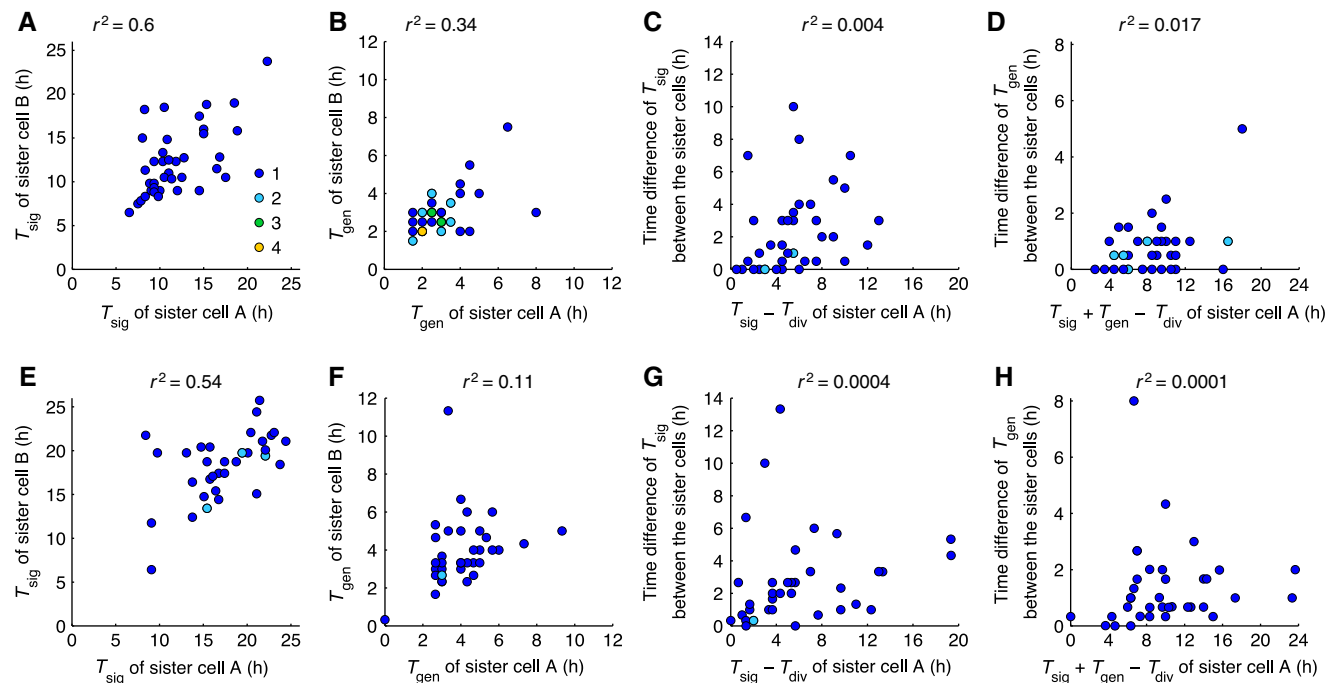 A
r² = 0.6
T_sig of sister cell B (h)
25
20
15
10
5
0
0 5 10 15 20 25
T_sig of sister cell A (h)
1
2
3
4
B
r² = 0.34
T_gen of sister cell B (h)
12
10
8
6
4
2
0
0 2 4 6 8 10 12
T_gen of sister cell A (h)
C
r² = 0.004
Time difference of T_sig
between the sister cells (h)
14
12
10
8
6
4
2
0
0 4 8 12 16 20
T_sig − T_div of sister cell A (h)
D
r² = 0.017
Time difference of T_gen
between the sister cells (h)
8
6
4
2
0
0 4 8 12 16 20 24
T_sig + T_gen − T_div of sister cell A (h)
E
r² = 0.54
T_sig of sister cell B (h)
25
20
15
10
5
0
0 5 10 15 20 25
T_sig of sister cell A (h)
F
r² = 0.11
T_gen of sister cell B (h)
12
10
8
6
4
2
0
0 2 4 6 8 10 12
T_gen of sister cell A (h)
G
r² = 0.0004
Time difference of T_sig
between the sister cells (h)
14
12
10
8
6
4
2
0
0 4 8 12 16 20
T_sig − T_div of sister cell A (h)
H
r² = 0.0001
Time difference of T_gen
between the sister cells (h)
8
6
4
2
0
0 4 8 12 16 20 24
T_sig + T_gen − T_div of sister cell A (h)